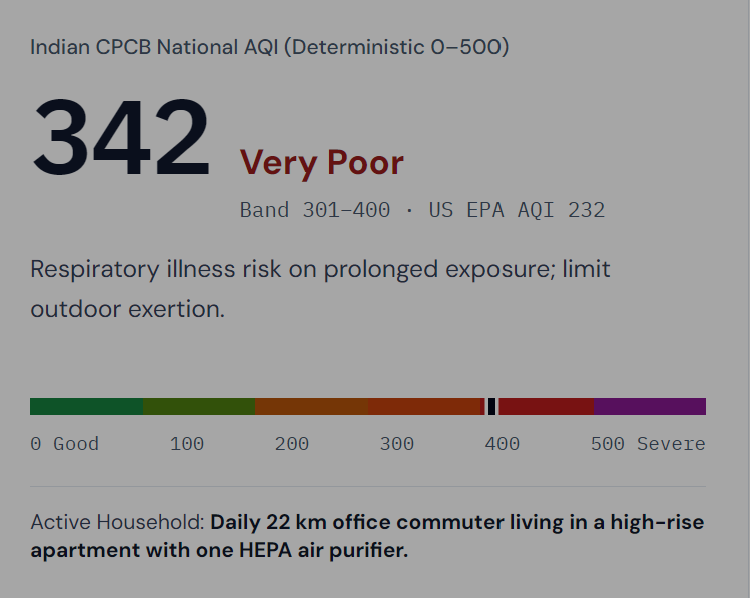 Indian CPCB National AQI (Deterministic 0–500)
342
Very Poor
Band 301–400 · US EPA AQI 232
Respiratory illness risk on prolonged exposure; limit
outdoor exertion.
0 Good 100 200 300 400 500 Severe
Active Household: Daily 22 km office commuter living in a high-rise
apartment with one HEPA air purifier.